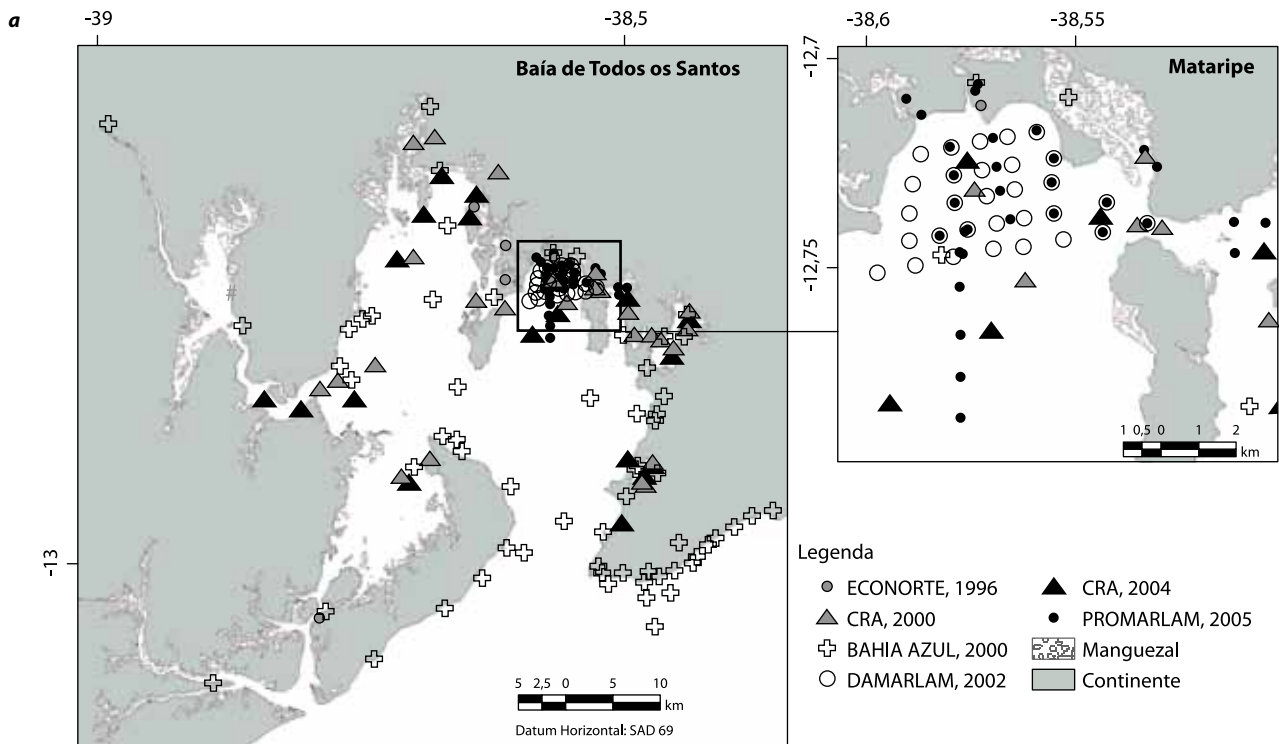 a
-39
-38,5
-38,6
-38,55
-12,7
Baía de Todos os Santos
Mataripe
-12,75
#
1 0,5 0 1 2
km
-13
Legenda
ECONORTE, 1996
CRA, 2000
BAHIA AZUL, 2000
DAMARLAM, 2002
CRA, 2004
PROMARLAM, 2005
Manguezal
Continente
5 2,5 0 5 10
km
Datum Horizontal: SAD 69